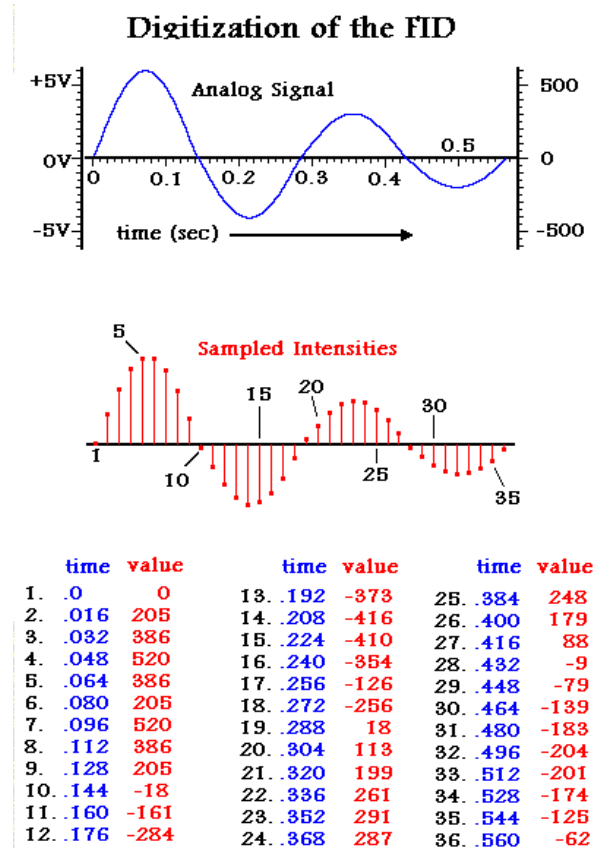 Digitization of the FID
+5V
Analog Signal
500
0.5
0V
0
0 0.1 0.2 0.3 0.4
-5V
time (sec)
-500
5
Sampled Intensities
15
20
30
1
10
25
35
time value time value time value
1. .0 0 13. .192 -373 25. .384 248
2. .016 205 14. .208 -416 26. .400 179
3. .032 386 15. .224 -410 27. .416 88
4. .048 520 16. .240 -354 28. .432 -9
5. .064 386 17. .256 -126 29. .448 -79
6. .080 205 18. .272 -256 30. .464 -139
7. .096 520 19. .288 18 31. .480 -183
8. .112 386 20. .304 113 32. .496 -204
9. .128 205 21. .320 199 33. .512 -201
10. .144 -18 22. .336 261 34. .528 -174
11. .160 -161 23. .352 291 35. .544 -125
12. .176 -284 24. .368 287 36. .560 -62